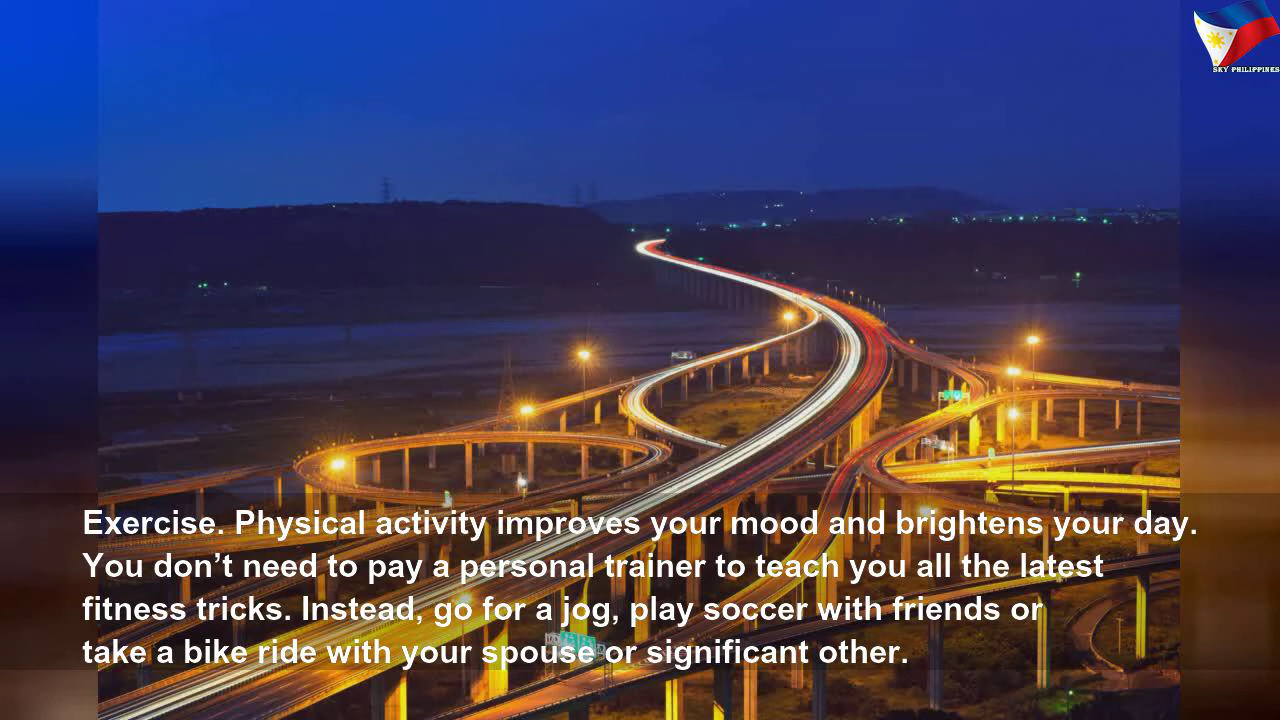 SKY PHILIPPINES
Exercise. Physical activity improves your mood and brightens your day.
You don’t need to pay a personal trainer to teach you all the latest
fitness tricks. Instead, go for a jog, play soccer with friends or
take a bike ride with your spouse or significant other.